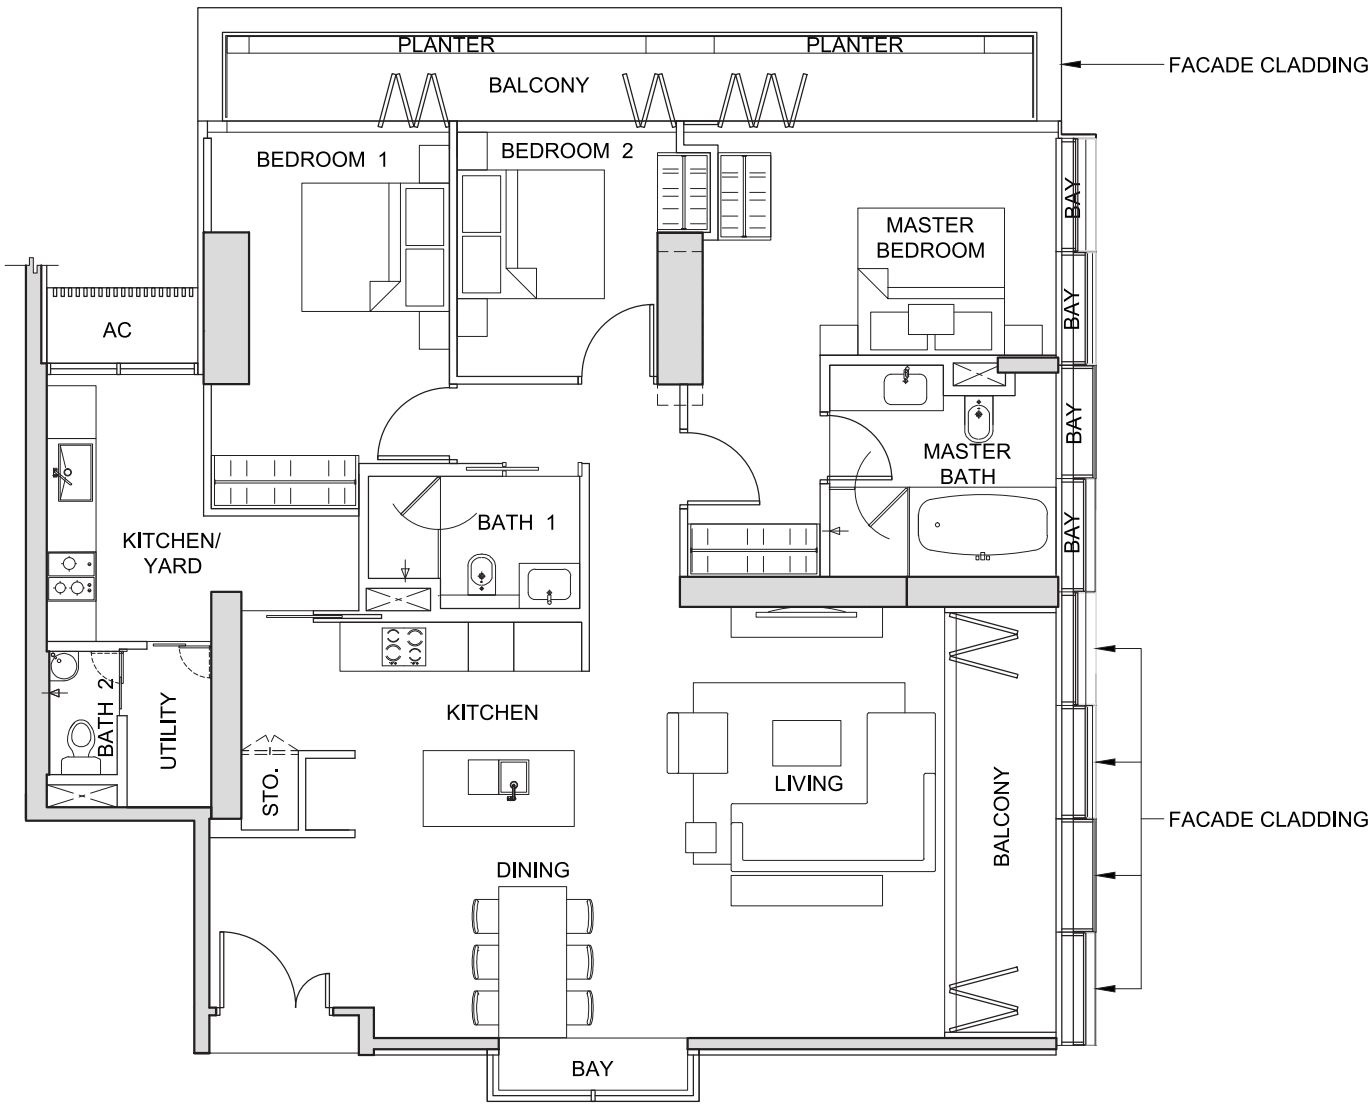 PLANTER
PLANTER
FACADE CLADDING
BALCONY
BEDROOM 1
BEDROOM 2
BAY
MASTER
BEDROOM
BAY
AC
BAY
MASTER
BATH
BATH 1
BAY
KITCHEN/
YARD
BATH 2
UTILITY
KITCHEN
STO.
LIVING
BALCONY
FACADE CLADDING
DINING
BAY